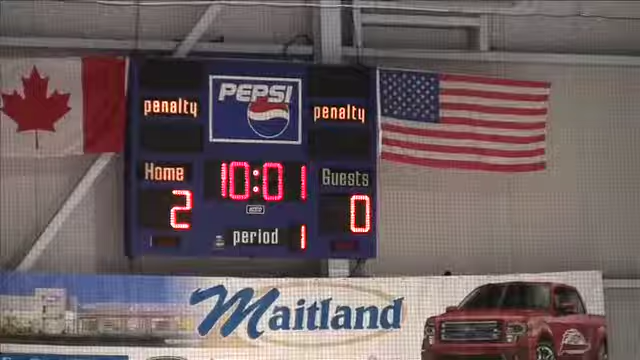 PEPSI
penalty penalty
Home 10:01 Guests
2 0
period 1
Maitland